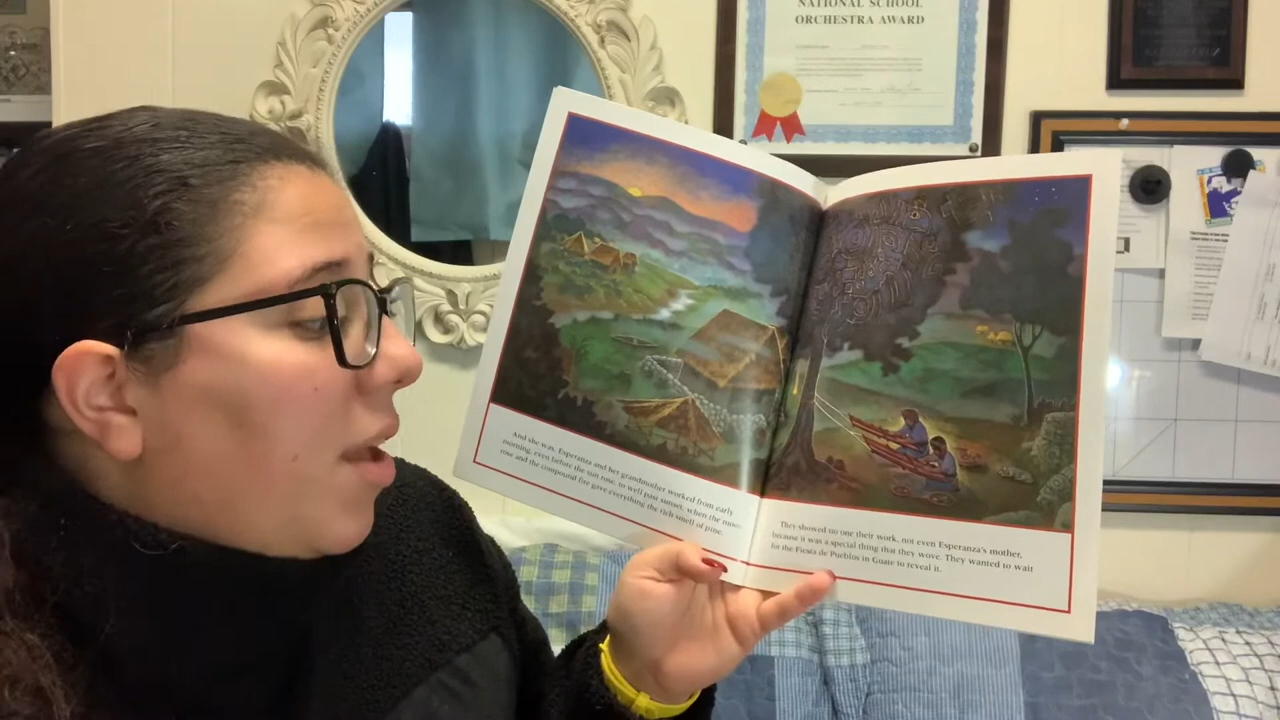 NATIONAL SCHOOL
ORCHESTRA AWARD
And she was. Esperanza and her grandmother worked from early
morning, even before the sun rose, to well past sunset, when the moon
rose and the compound fire gave everything the rich smell of pine.
They showed no one their work, not even Esperanza's mother,
because it was a special thing that they wove. They wanted to wait
for the Fiesta de Pueblos in Guate to reveal it.